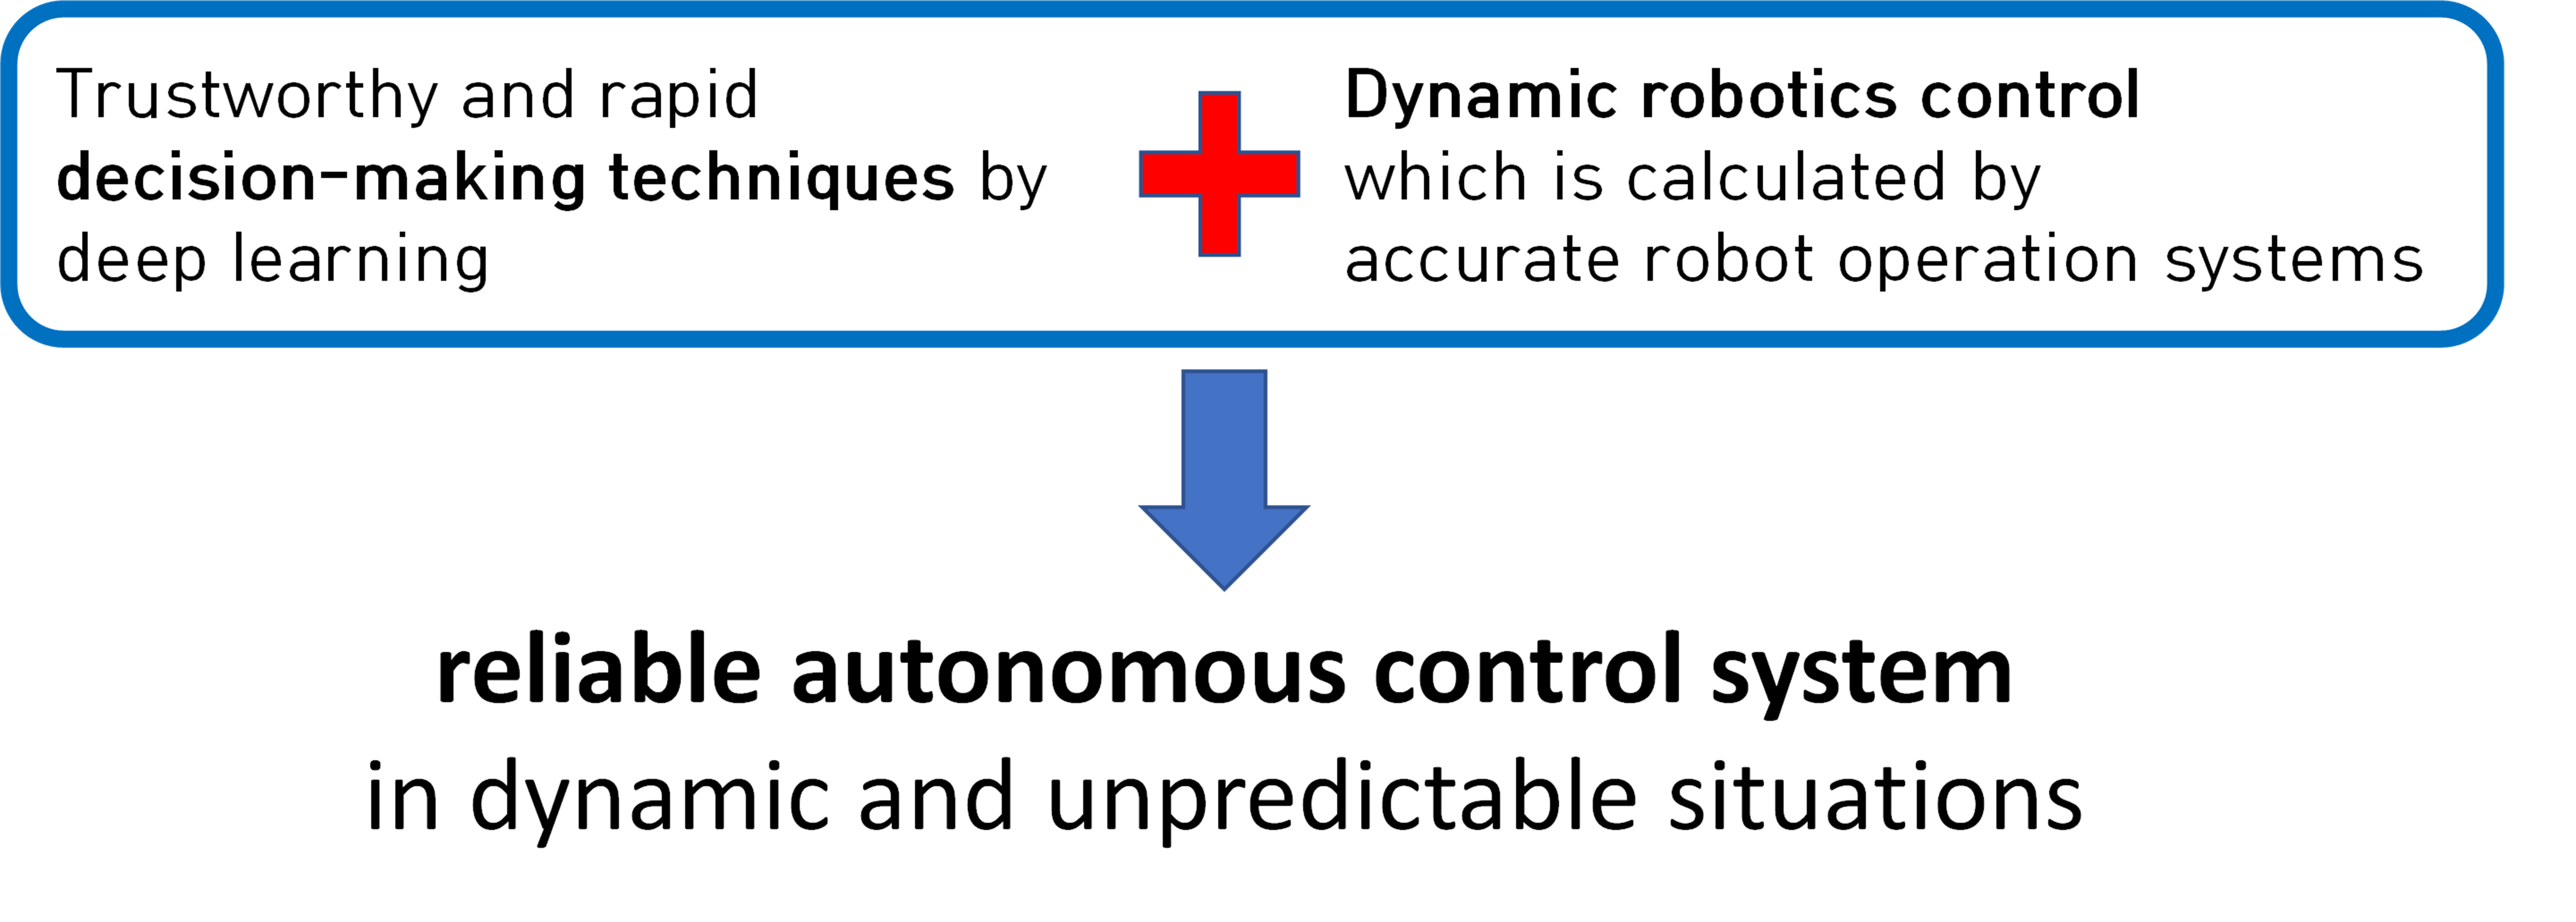 Trustworthy and rapid
decision-making techniques by
deep learning
Dynamic robotics control
which is calculated by
accurate robot operation systems
reliable autonomous control system
in dynamic and unpredictable situations